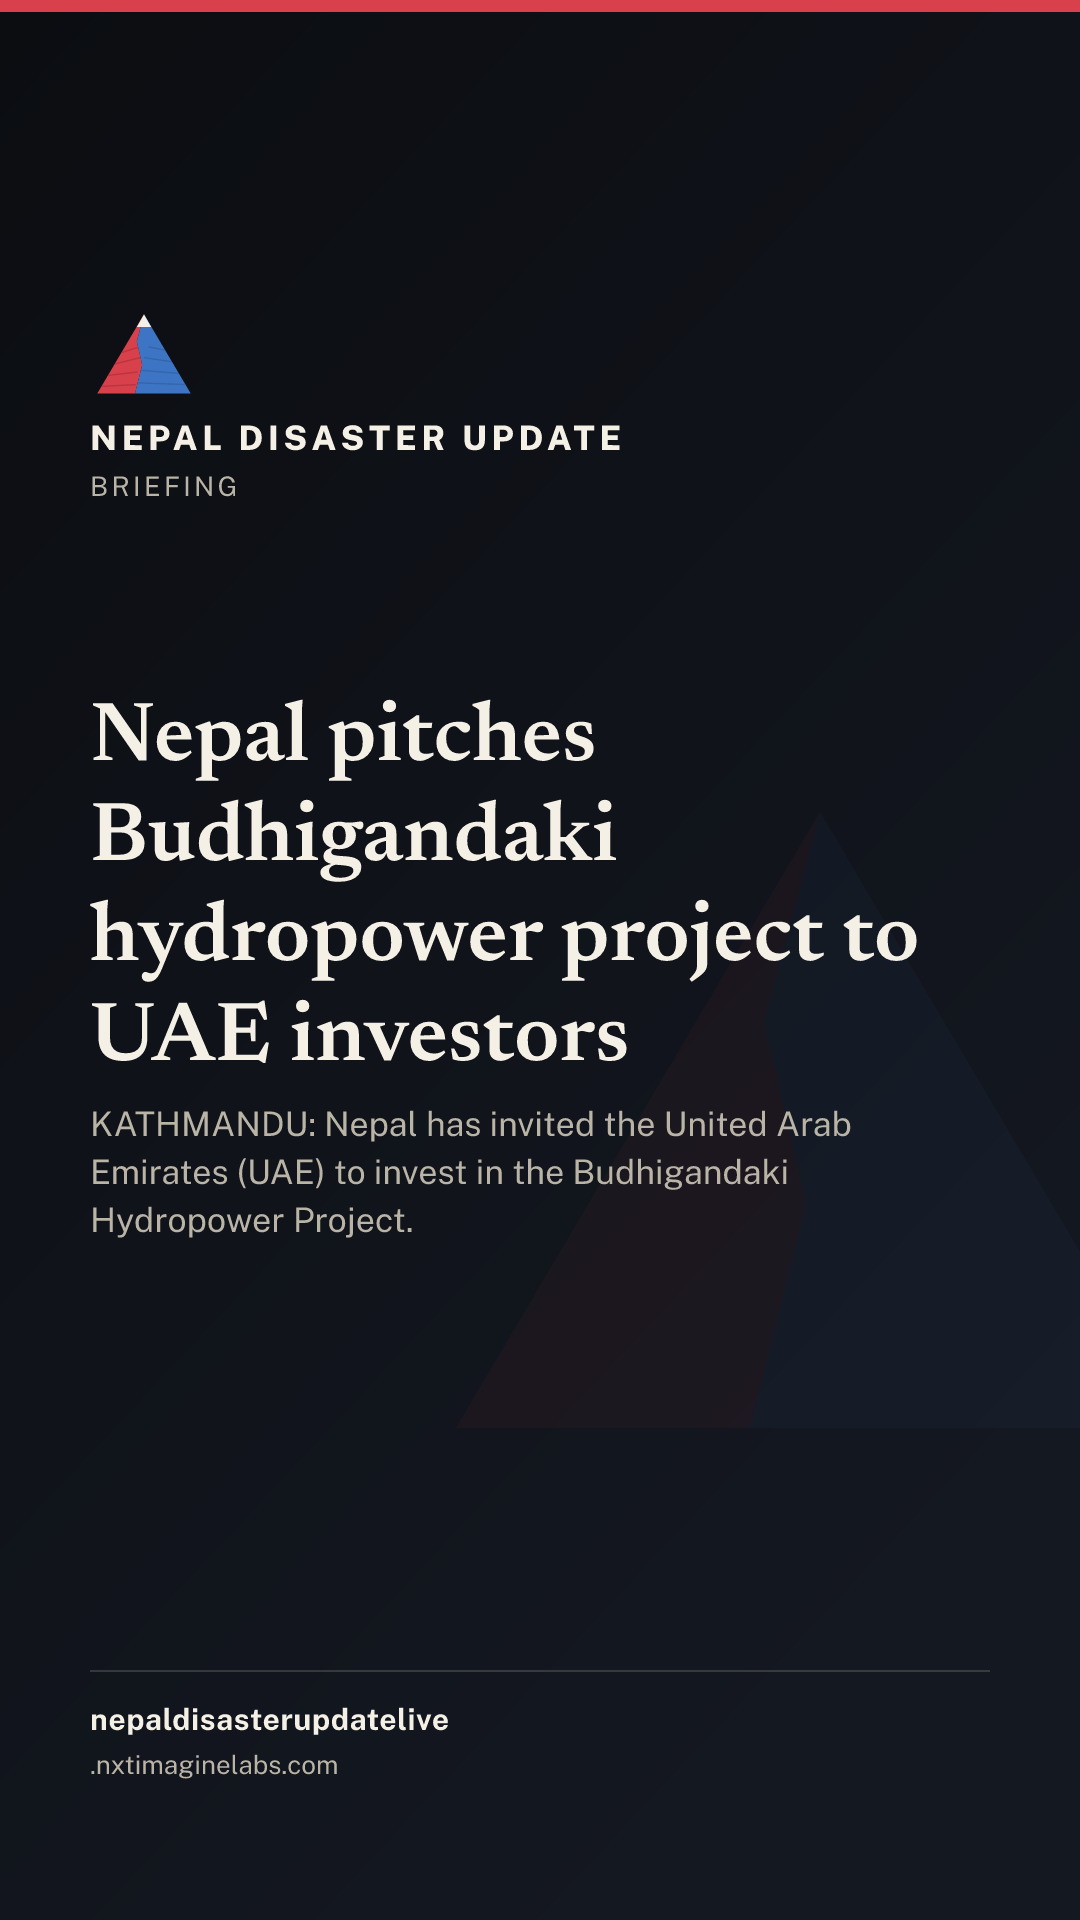 NEPAL DISASTER UPDATE
BRIEFING
Nepal pitches
Budhigandaki
hydropower project to
UAE investors
KATHMANDU: Nepal has invited the United Arab
Emirates (UAE) to invest in the Budhigandaki
Hydropower Project.
nepaldisasterupdatelive
.nxtimaginelabs.com